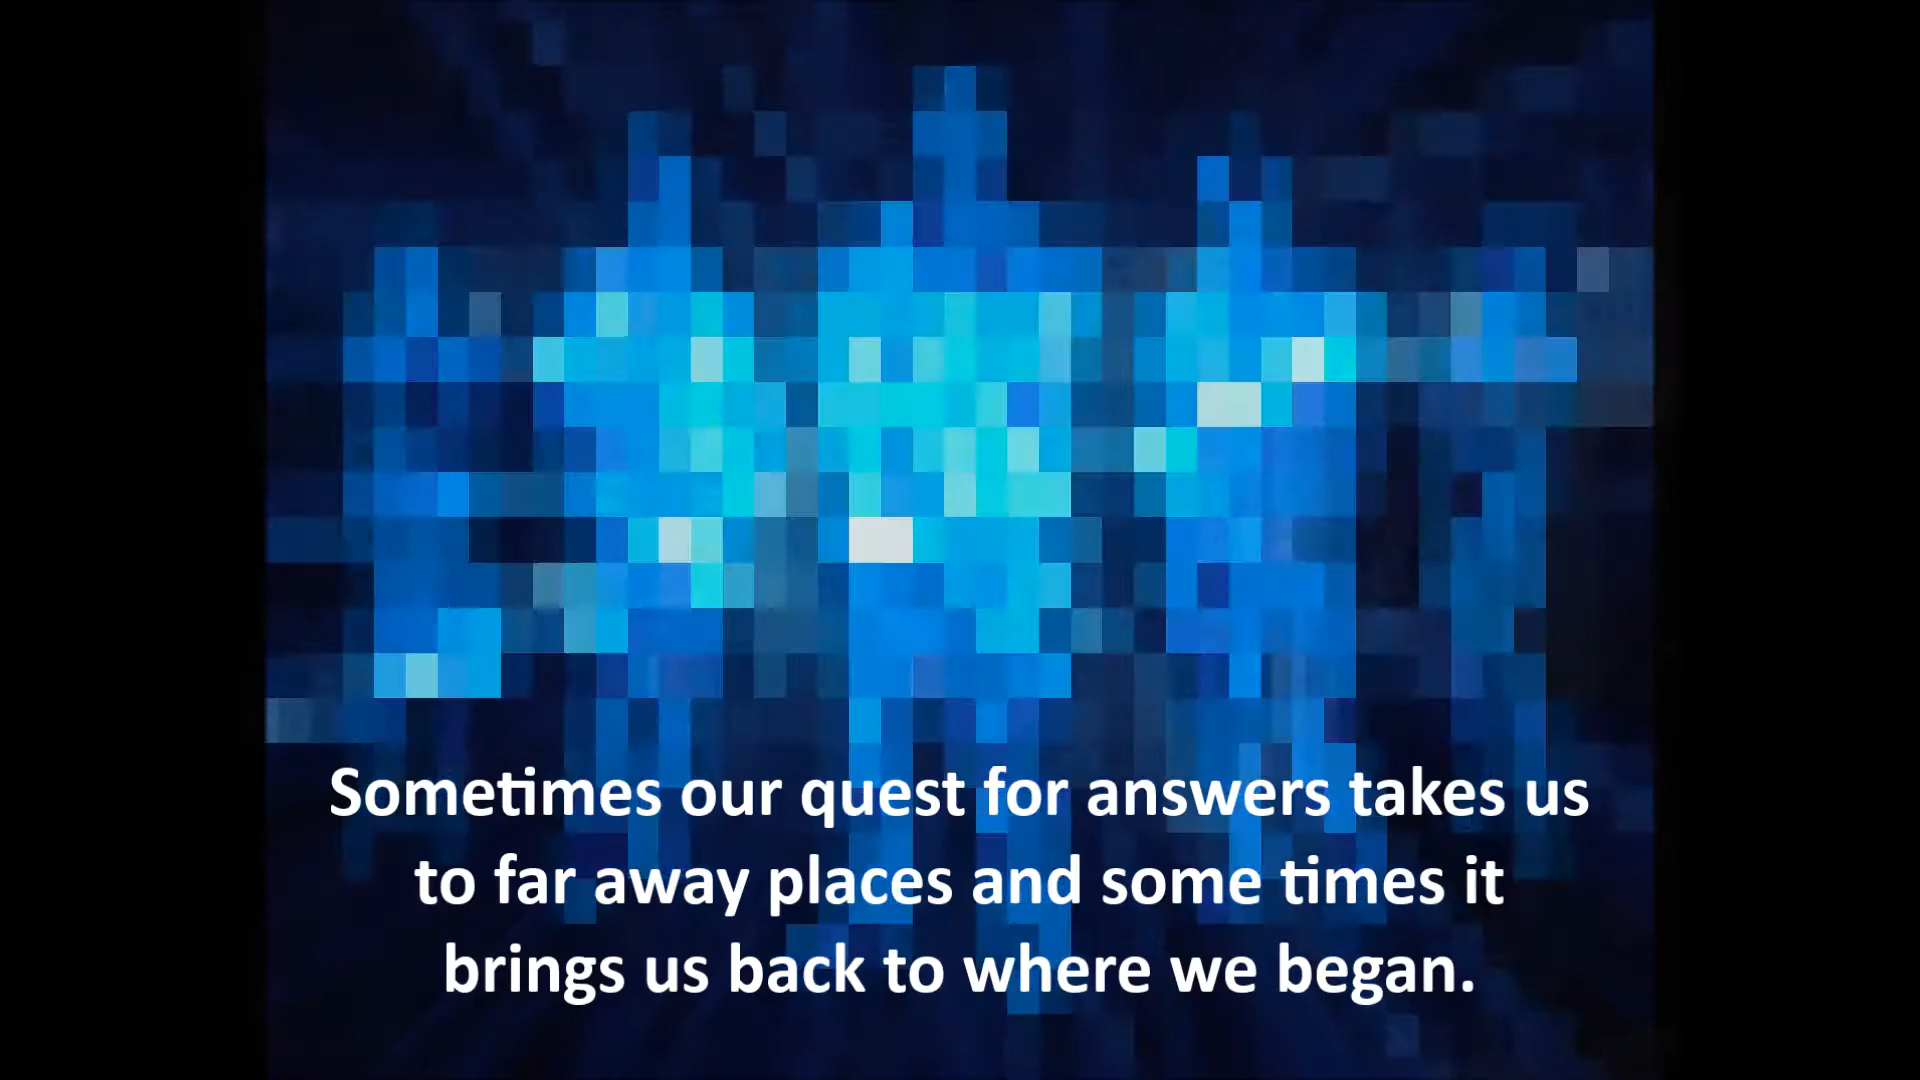 Sometimes our quest for answers takes us
to far away places and some times it
brings us back to where we began.